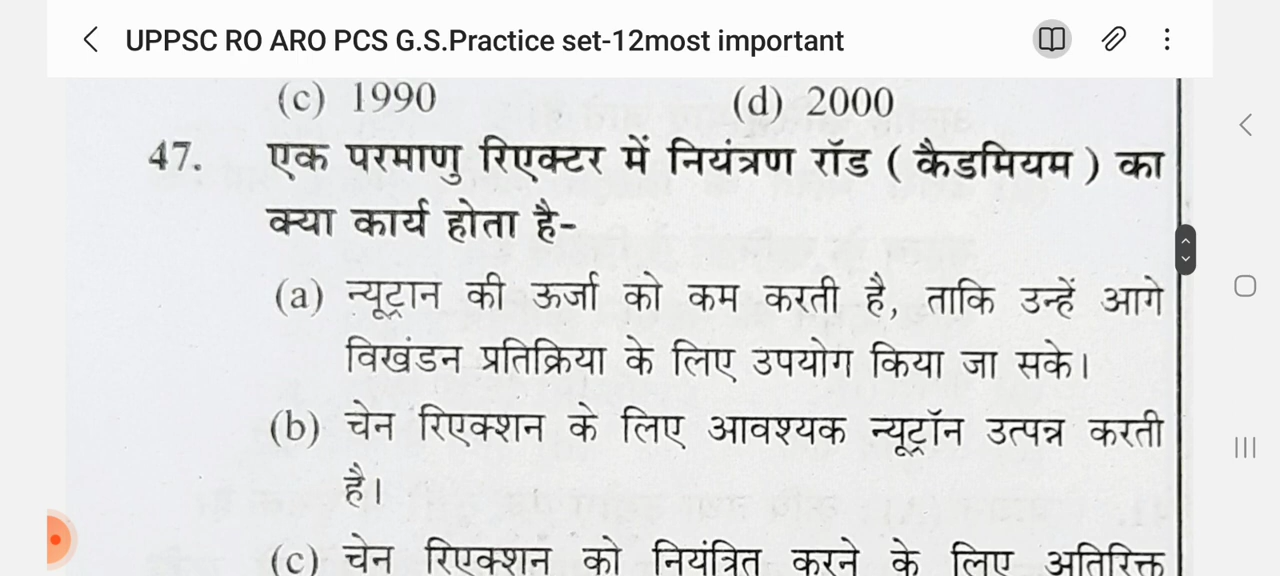 UPPSC RO ARO PCS G.S.Practice set-12most important
(c) 1990 (d) 2000
47. एक परमाणु रिएक्टर में नियंत्रण रॉड ( कैडमियम ) का
क्या कार्य होता है-
(a) न्यूट्रान की ऊर्जा को कम करती है, ताकि उन्हें आगे
विखंडन प्रतिक्रिया के लिए उपयोग किया जा सके।
(b) चेन रिएक्शन के लिए आवश्यक न्यूट्रॉन उत्पन्न करती
है।
(c) चेन रिएक्शन को नियंत्रित करने के लिए अतिरिक्त